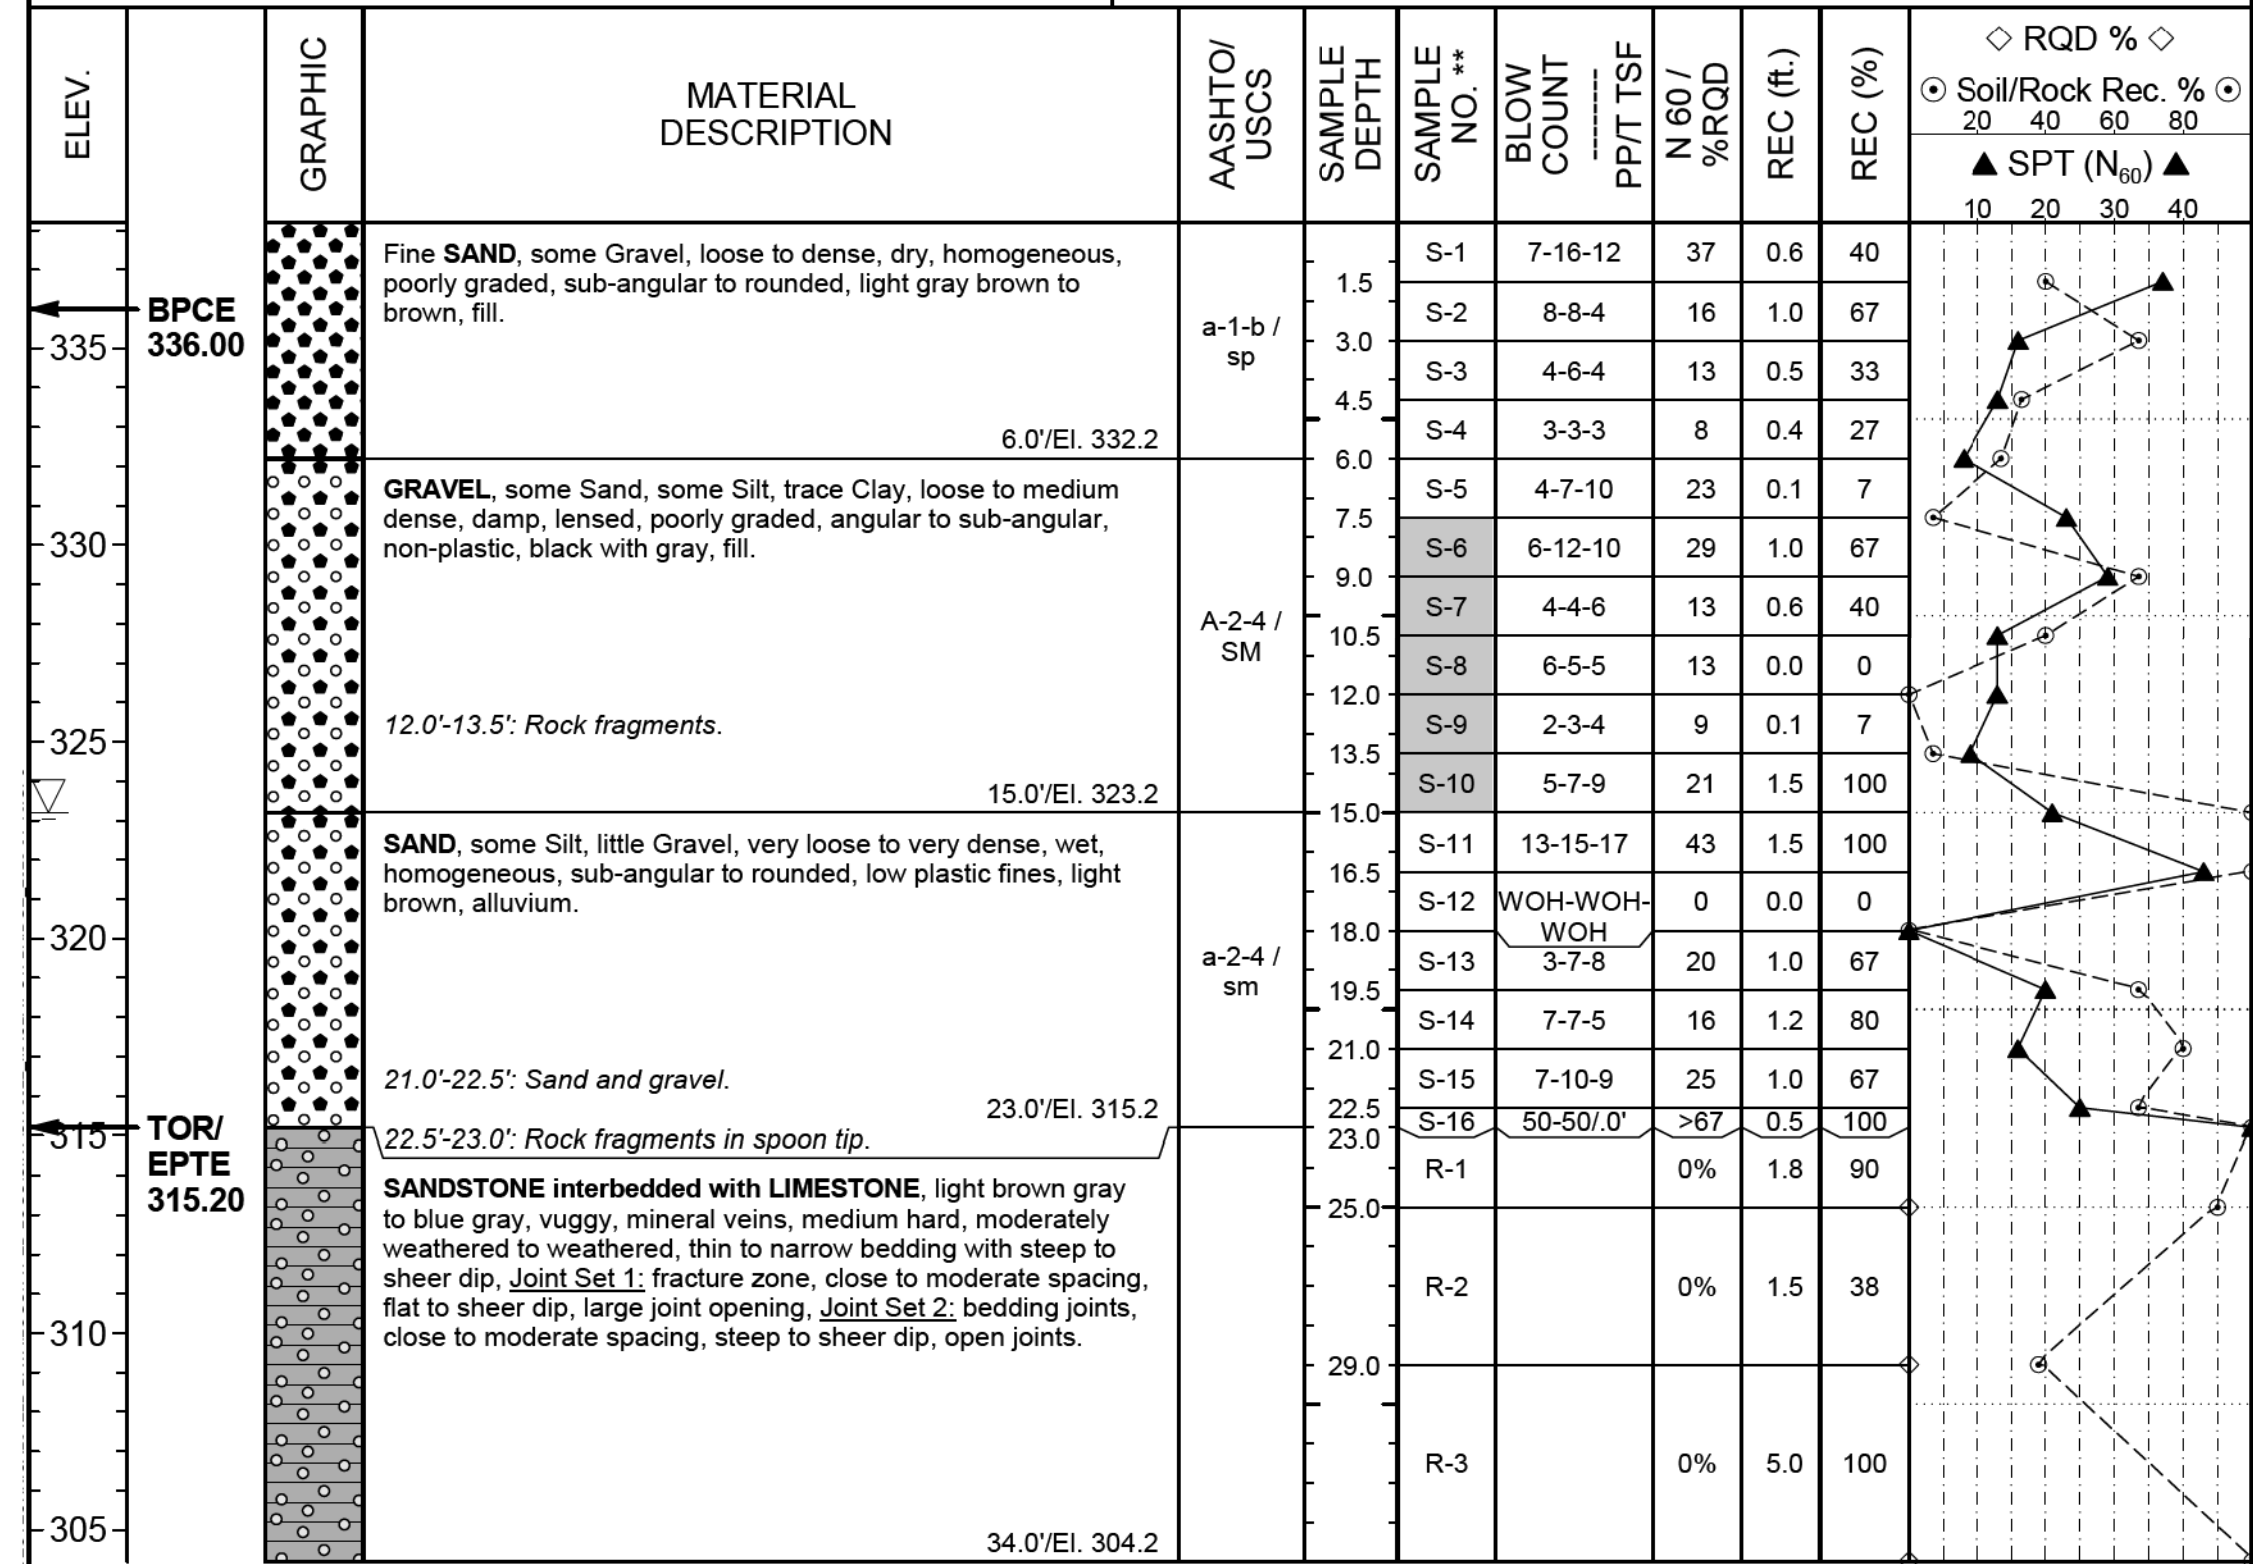 ELEV.
GRAPHIC
MATERIAL
DESCRIPTION
AASHTO/
USCS
SAMPLE
DEPTH
SAMPLE
NO. **
BLOW
COUNT
----------
PP/T TSF
N 60 /
%RQD
REC (ft.)
REC (%)
RQD %
Soil/Rock Rec. %
20 40 60 80
SPT (N60)
10 20 30 40
BPCE
336.00
TOR/
EPTE
315.20
335
330
325
320
315
310
305
Fine SAND, some Gravel, loose to dense, dry, homogeneous,
poorly graded, sub-angular to rounded, light gray brown to
brown, fill.
6.0'/El. 332.2
a-1-b /
sp
GRAVEL, some Sand, some Silt, trace Clay, loose to medium
dense, damp, lensed, poorly graded, angular to sub-angular,
non-plastic, black with gray, fill.
12.0'-13.5': Rock fragments.
15.0'/El. 323.2
A-2-4 /
SM
SAND, some Silt, little Gravel, very loose to very dense, wet,
homogeneous, sub-angular to rounded, low plastic fines, light
brown, alluvium.
21.0'-22.5': Sand and gravel.
23.0'/El. 315.2
a-2-4 /
sm
22.5'-23.0': Rock fragments in spoon tip.
SANDSTONE interbedded with LIMESTONE, light brown gray
to blue gray, vuggy, mineral veins, medium hard, moderately
weathered to weathered, thin to narrow bedding with steep to
sheer dip, Joint Set 1: fracture zone, close to moderate spacing,
flat to sheer dip, large joint opening, Joint Set 2: bedding joints,
close to moderate spacing, steep to sheer dip, open joints.
34.0'/El. 304.2
S-1 7-16-12 37 0.6 40
1.5
S-2 8-8-4 16 1.0 67
3.0
S-3 4-6-4 13 0.5 33
4.5
S-4 3-3-3 8 0.4 27
6.0
S-5 4-7-10 23 0.1 7
7.5
S-6 6-12-10 29 1.0 67
9.0
S-7 4-4-6 13 0.6 40
10.5
S-8 6-5-5 13 0.0 0
12.0
S-9 2-3-4 9 0.1 7
13.5
S-10 5-7-9 21 1.5 100
15.0
S-11 13-15-17 43 1.5 100
16.5
S-12 WOH-WOH- 0 0.0 0
18.0 WOH
S-13 3-7-8 20 1.0 67
19.5
S-14 7-7-5 16 1.2 80
21.0
S-15 7-10-9 25 1.0 67
22.5
S-16 50-50/.0' >67 0.5 100
23.0
R-1 0% 1.8 90
25.0
R-2 0% 1.5 38
29.0
R-3 0% 5.0 100